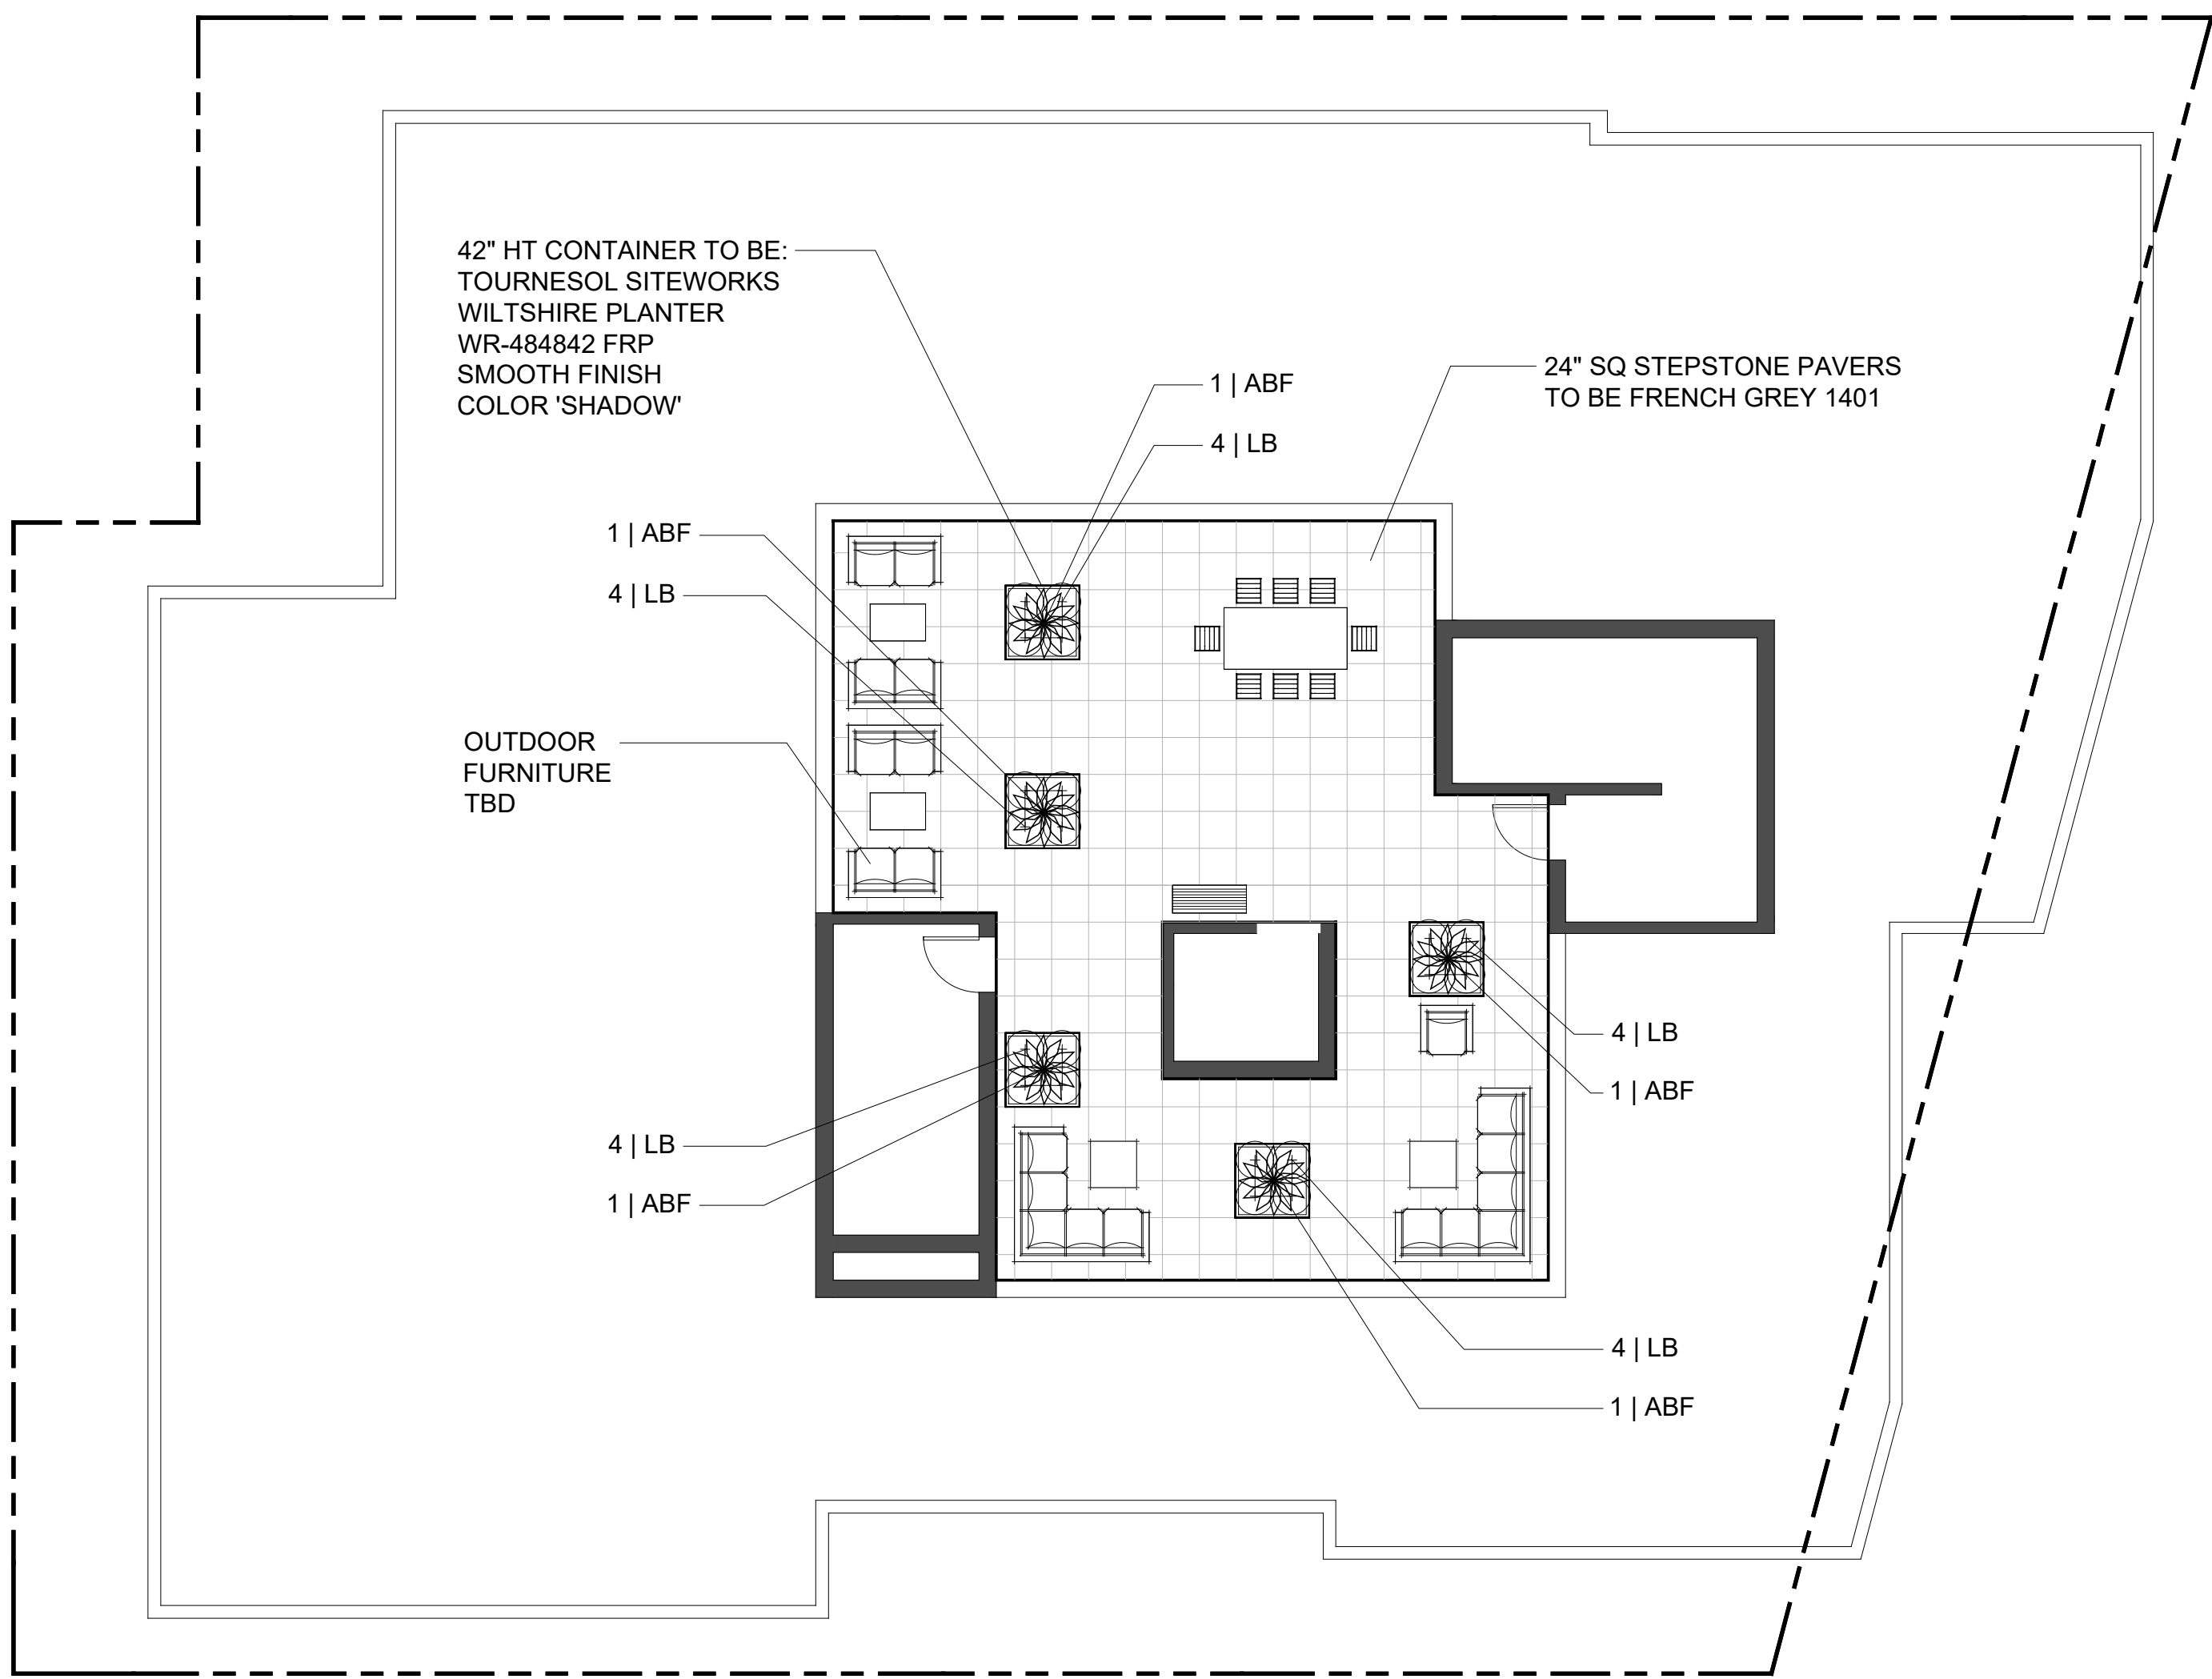 42" HT CONTAINER TO BE:
TOURNESOL SITEWORKS
WILTSHIRE PLANTER
WR-484842 FRP
SMOOTH FINISH
COLOR 'SHADOW'
24" SQ STEPSTONE PAVERS
TO BE FRENCH GREY 1401
1 | ABF
4 | LB
1 | ABF
4 | LB
OUTDOOR
FURNITURE
TBD
4 | LB
1 | ABF
4 | LB
1 | ABF
4 | LB
1 | ABF